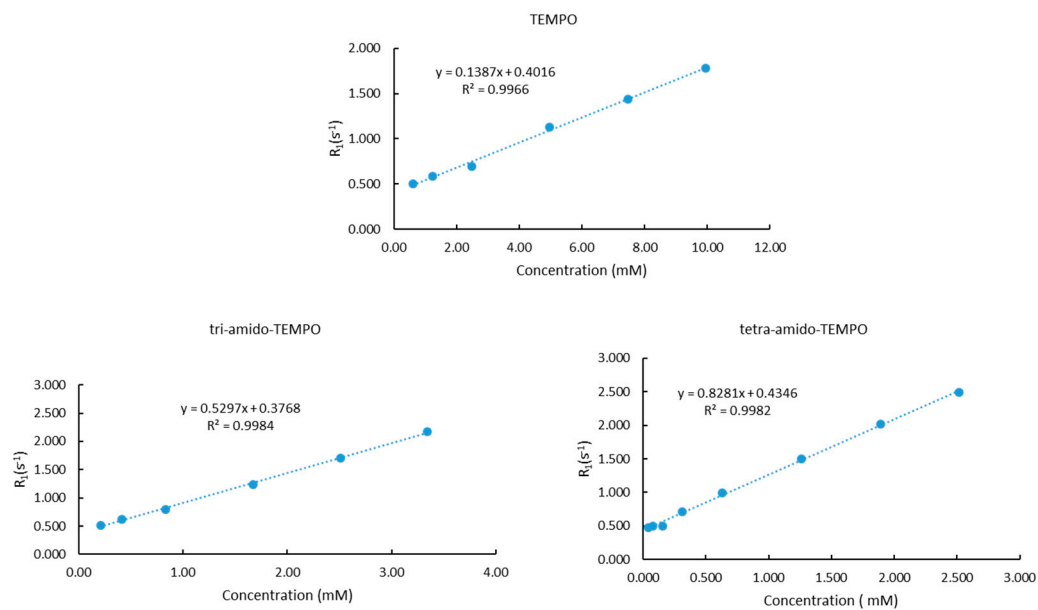 TEMPO
2.000
1.500
1.000
0.500
0.000
R₁(s⁻¹)
y = 0.1387x + 0.4016
R² = 0.9966
0.00 2.00 4.00 6.00 8.00 10.00 12.00
Concentration (mM)
tri-amido-TEMPO
3.000
2.500
2.000
1.500
1.000
0.500
0.000
R₁(s⁻¹)
y = 0.5297x + 0.3768
R² = 0.9984
0.00 1.00 2.00 3.00 4.00
Concentration (mM)
tetra-amido-TEMPO
3.000
2.500
2.000
1.500
1.000
0.500
0.000
R₁(s⁻¹)
y = 0.8281x + 0.4346
R² = 0.9982
0.000 0.500 1.000 1.500 2.000 2.500 3.000
Concentration ( mM)